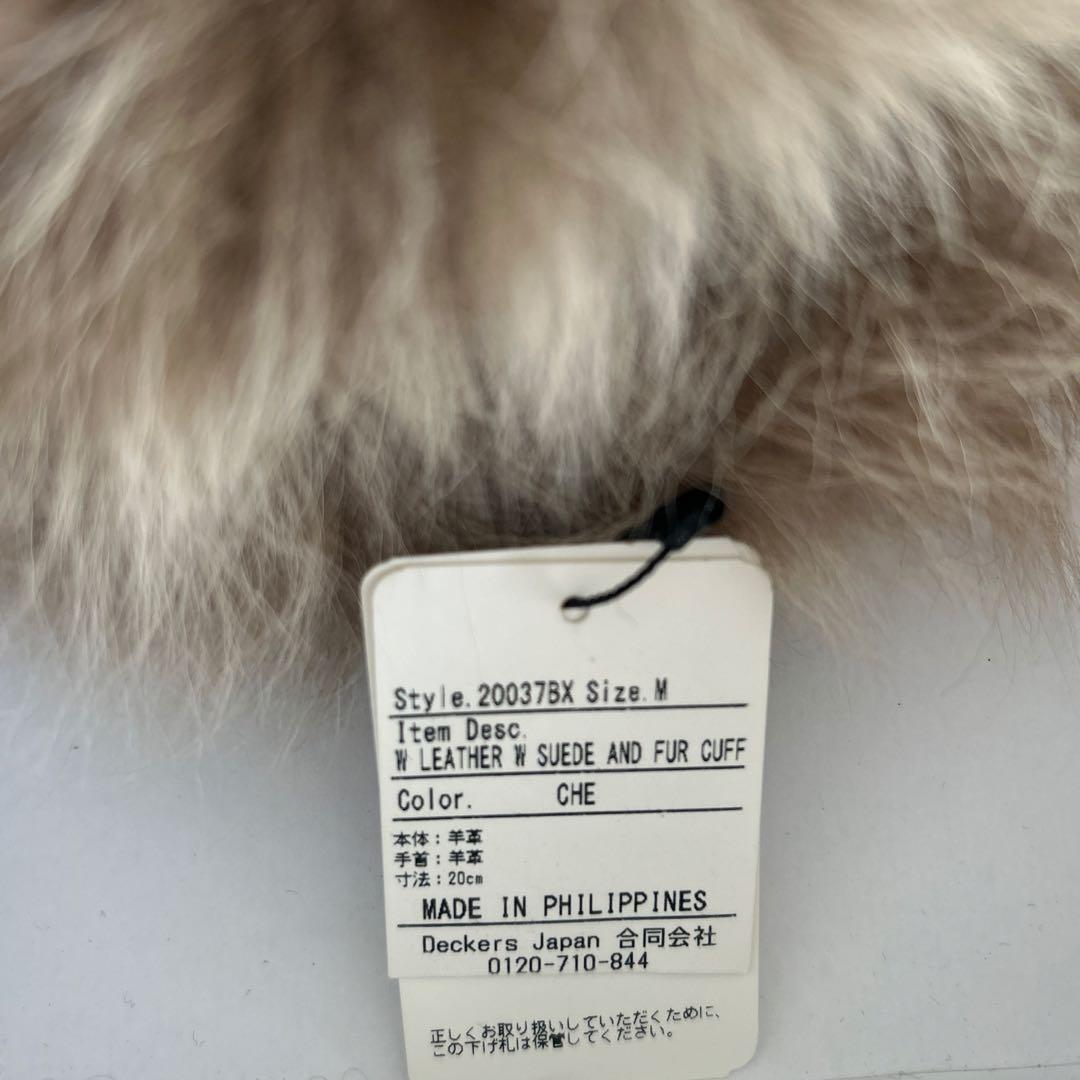 Style.20037BX Size.M
Item Desc.
W LEATHER W SUEDE AND FUR CUFF
Color. CHE
本体:羊革
手首:羊革
寸法:20cm
MADE IN PHILIPPINES
Deckers Japan 合同会社
0120-710-844
正しくお取り扱いしていただくために、
この下げ札は保管してください。